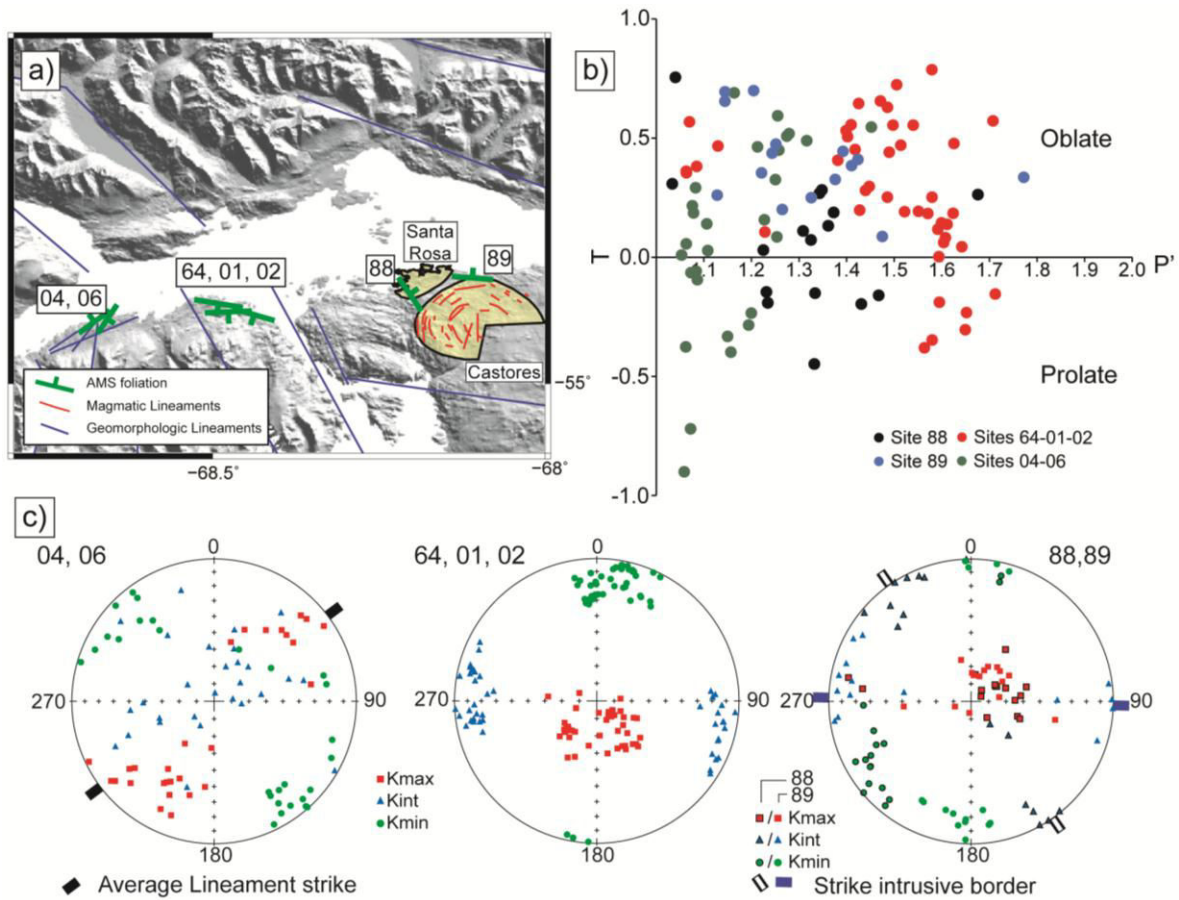 a)
Santa
Rosa
88
89
64, 01, 02
04, 06
Castores
AMS foliation
Magmatic Lineaments
Geomorphologic Lineaments
−55˚
−68.5˚
−68˚
b)
1.0
0.5
0.0
-0.5
-1.0
T
1.1 1.2 1.3 1.4 1.5 1.6 1.7 1.8 1.9 2.0 P'
Oblate
Prolate
Site 88 Sites 64-01-02
Site 89 Sites 04-06
c)
04, 06
0
270
90
180
Kmax
Kint
Kmin
64, 01, 02
0
270
90
180
88,89
0
270
90
180
88
89
/ Kmax
/ Kint
/ Kmin
Average Lineament strike
Strike intrusive border